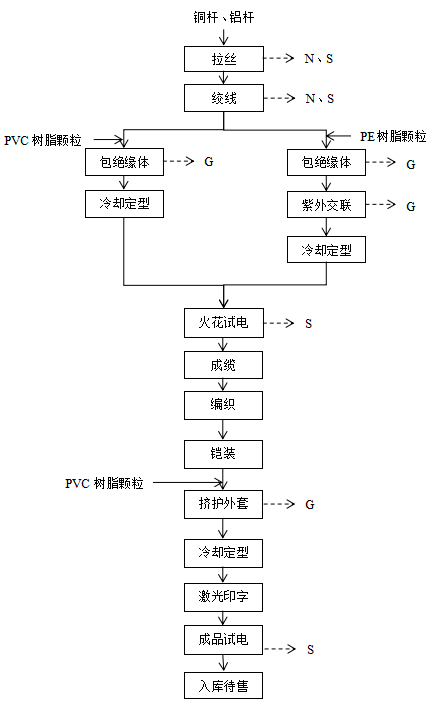 铜杆、铝杆
拉丝
N、S
绞线
N、S
PVC 树脂颗粒
PE 树脂颗粒
包绝缘体
G
包绝缘体
G
冷却定型
紫外交联
G
冷却定型
火花试电
S
成缆
编织
铠装
PVC 树脂颗粒
挤护外套
G
冷却定型
激光印字
成品试电
S
入库待售